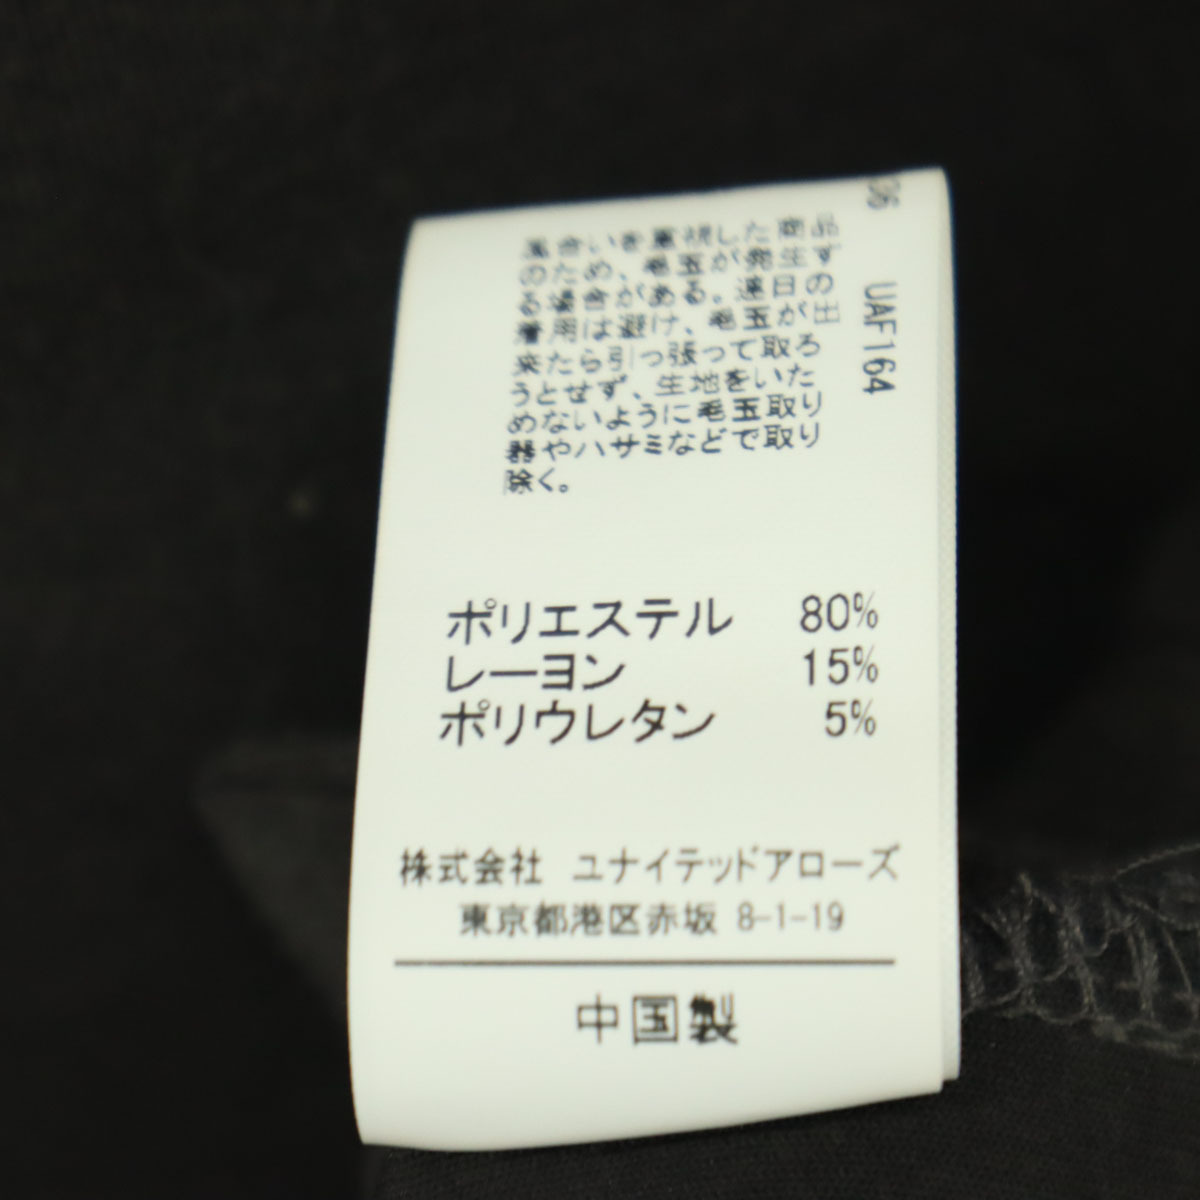 風合いを重視した商品
のため、毛玉が発生す
る場合がある。連日の
着用は避け、毛玉が出
来たら引っ張って取ろ
うとせず、生地をいた
めないように毛玉取り
器やハサミなどで取り
除く。
UAF164
ポリエステル 80%
レーヨン 15%
ポリウレタン 5%
株式会社 ユナイテッドアローズ
東京都港区赤坂 8-1-19
中国製